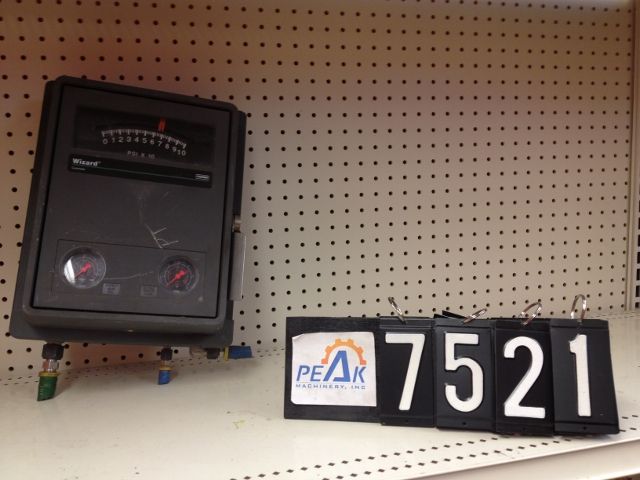 0 1 2 3 4 5 6 7 8 9 10
PSI X 10
Wizard
PEAK
MACHINERY, INC
7521